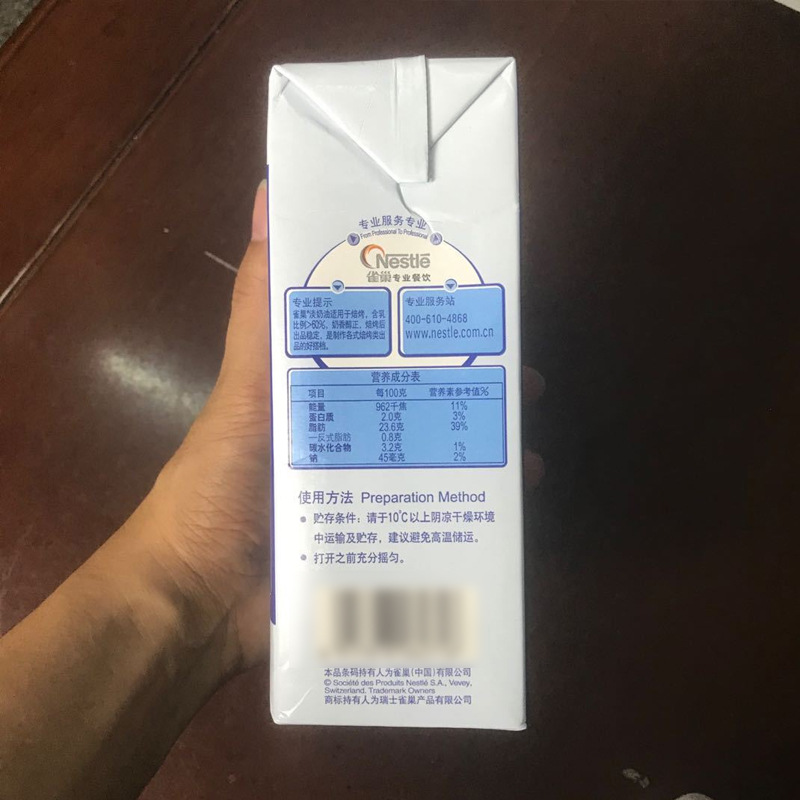 专业服务专业
From Professional To Professional
Nestlé
雀巢专业餐饮
专业提示
雀巢®淡奶油适用于焙烤，含乳
比例>60%，奶香醇正，焙烤后
出品稳定，是制作各式焙烤类出
品的好搭档。
专业服务站
400-610-4868
www.nestle.com.cn
营养成分表
项目 每100克 营养素参考值%
能量 962千焦 11%
蛋白质 2.0克 3%
脂肪 23.6克 39%
—反式脂肪 0.8克
碳水化合物 3.2克 1%
钠 45毫克 2%
使用方法 Preparation Method
● 贮存条件：请于10℃以上阴凉干燥环境
中运输及贮存，建议避免高温储运。
● 打开之前充分摇匀。
本品条码持有人为雀巢(中国)有限公司
© Société des Produits Nestlé S.A., Vevey,
Switzerland. Trademark Owners
商标持有人为瑞士雀巢产品有限公司